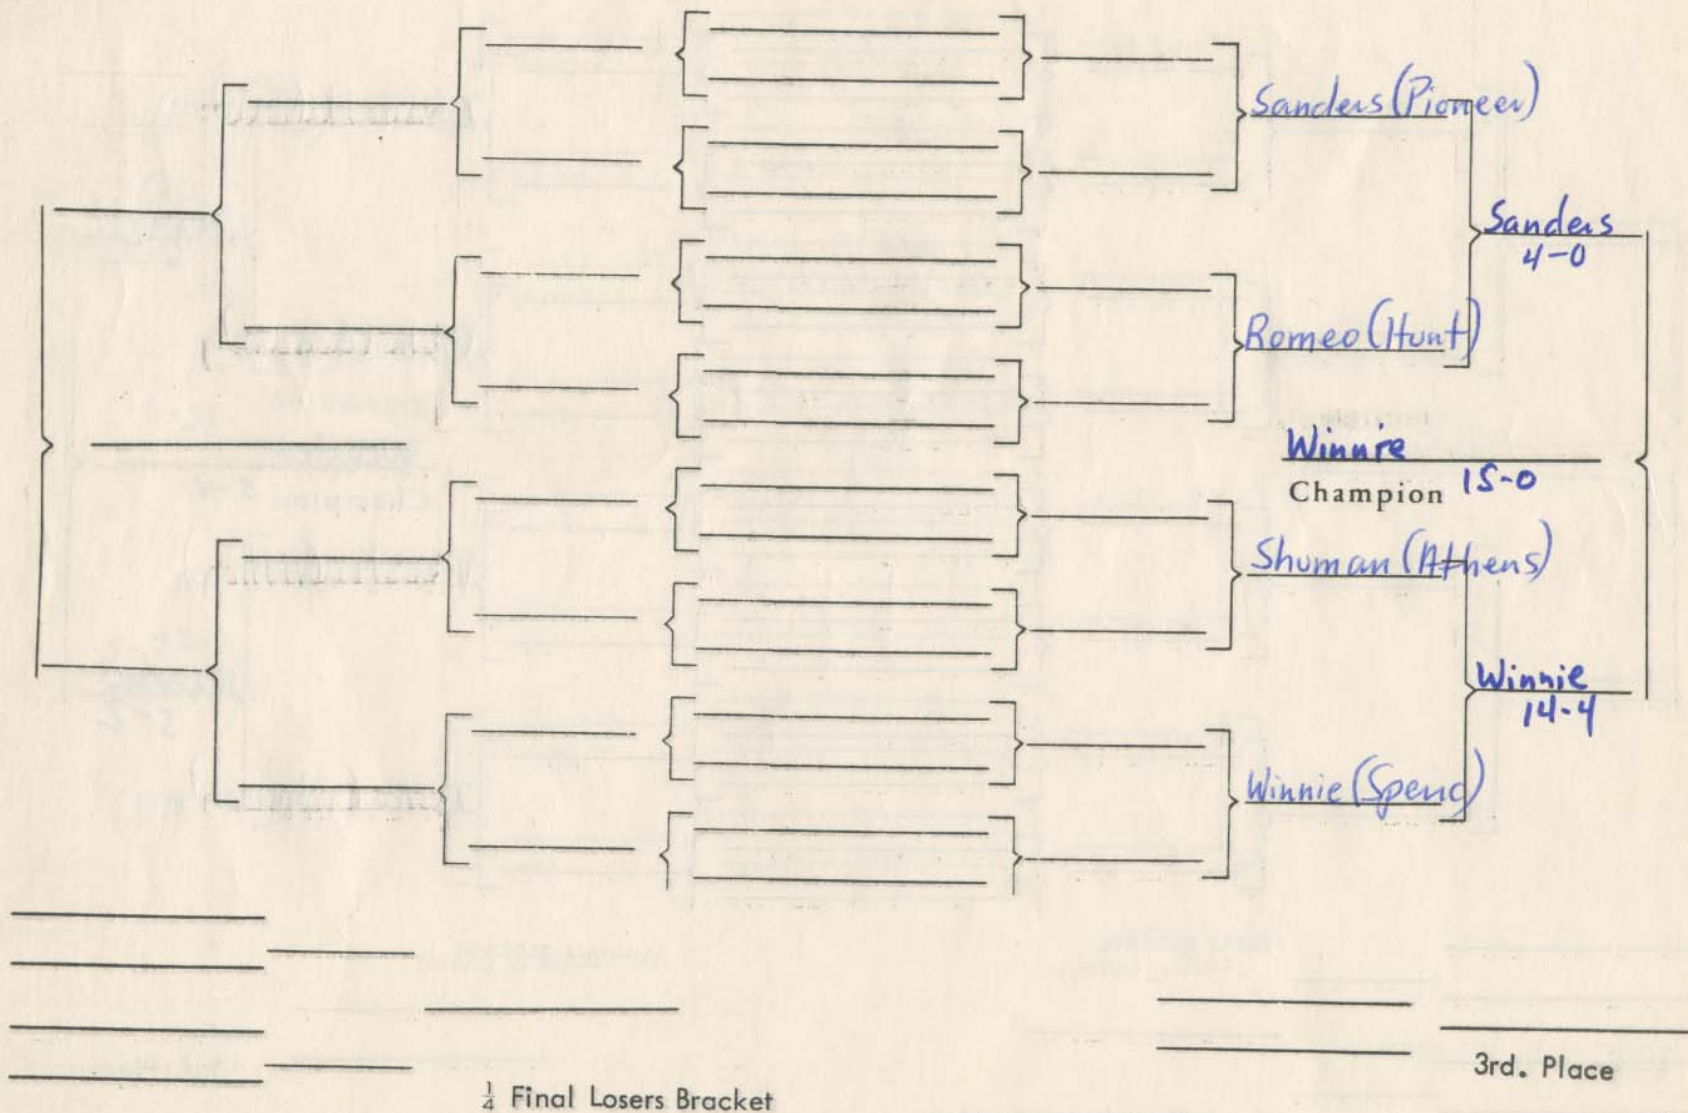 Sanders (Pioneer)
Sanders
4-0
Romeo (Hunt)
Winnie
Champion 15-0
Shuman (Athens)
Winnie
14-4
Winnie (Spenc)
3rd. Place
¼ Final Losers Bracket